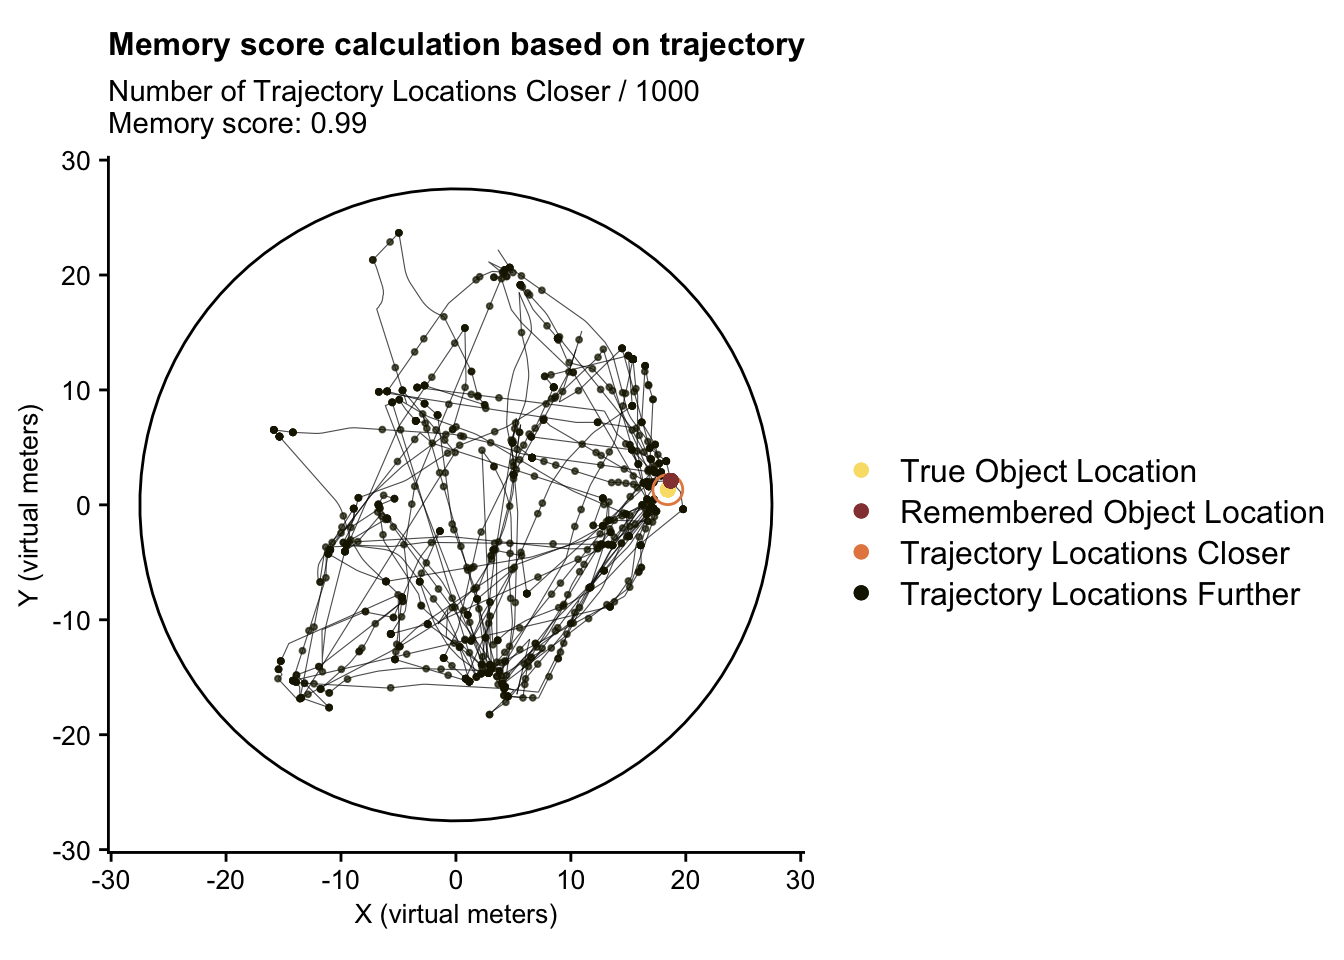 Memory score calculation based on trajectory
Number of Trajectory Locations Closer / 1000
Memory score: 0.99
30
20
10
0
-10
-20
-30
Y (virtual meters)
-30 -20 -10 0 10 20 30
X (virtual meters)
True Object Location
Remembered Object Location
Trajectory Locations Closer
Trajectory Locations Further